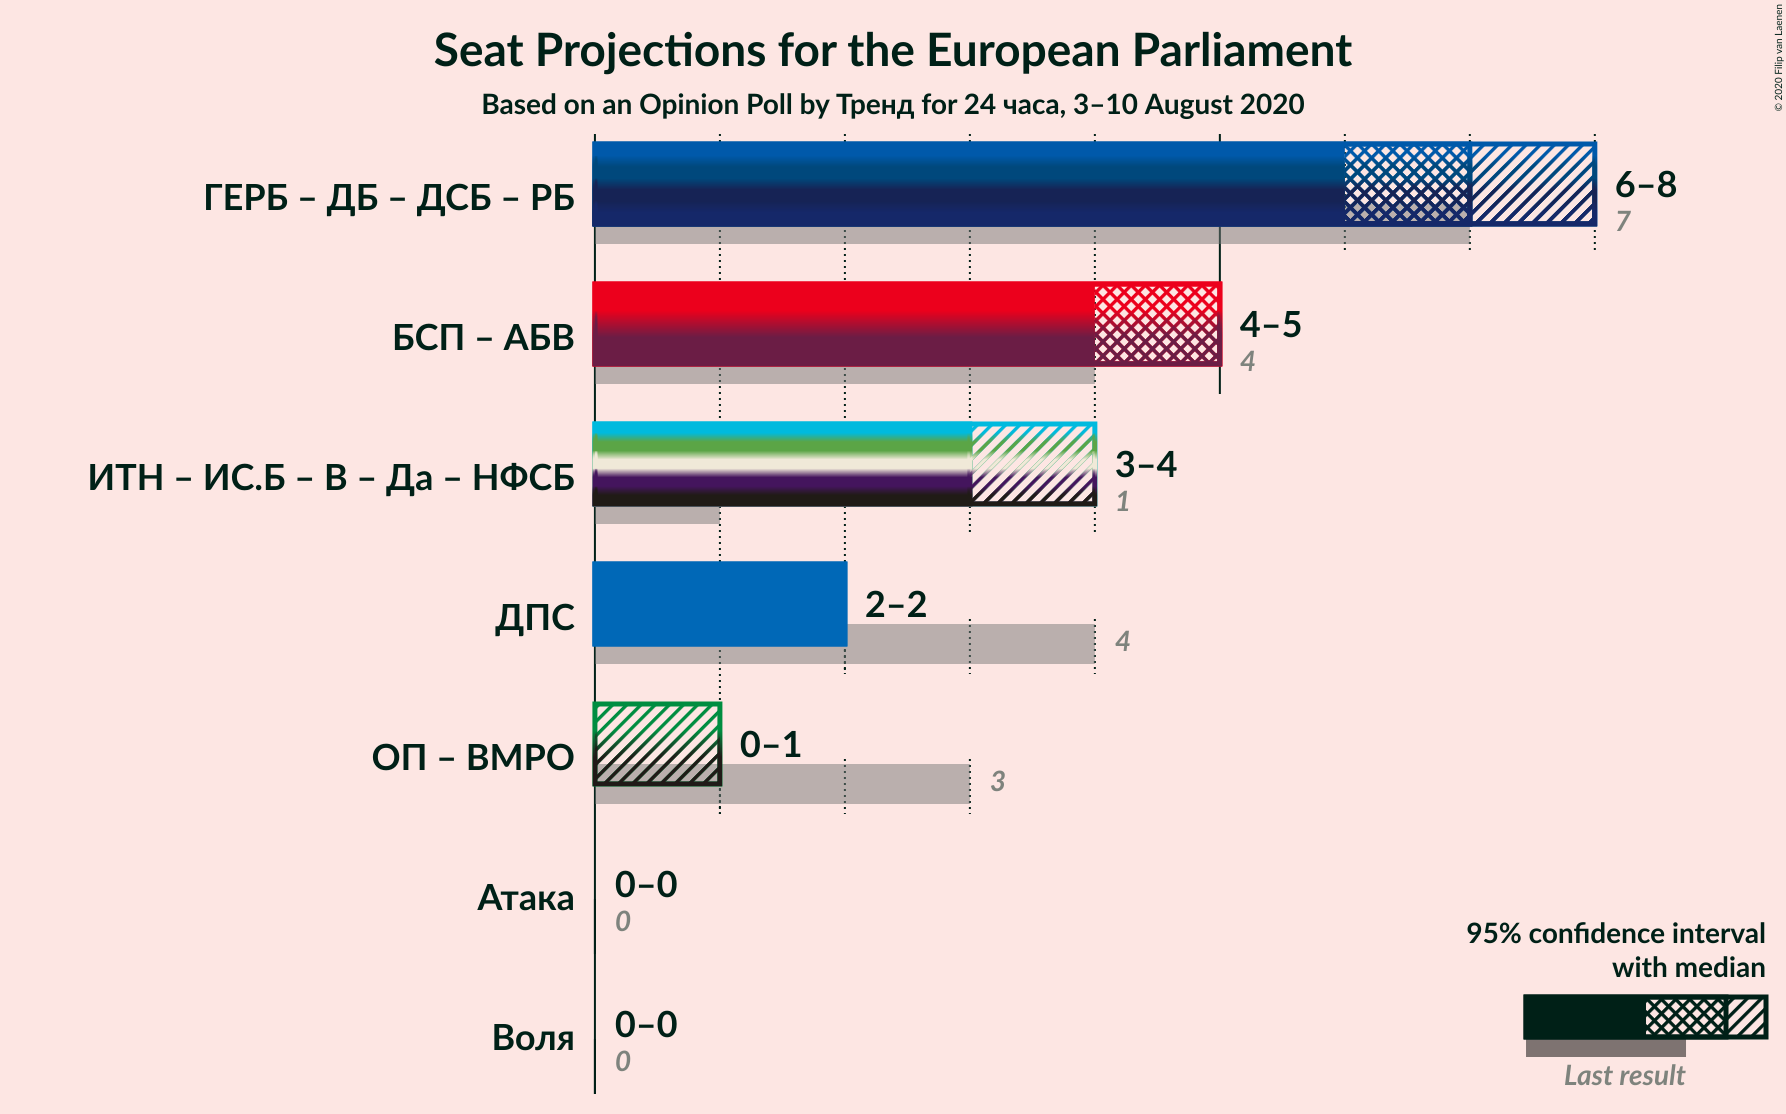 Seat Projections for the European Parliament
Based on an Opinion Poll by Тренд for 24 часа, 3–10 August 2020
© 2020 Filip van Laenen
ГЕРБ – ДБ – ДСБ – РБ
6–8
7
БСП – АБВ
4–5
4
ИТН – ИС.Б – В – Да – НФСБ
3–4
1
ДПС
2–2
4
ОП – ВМРО
0–1
3
Атака
0–0
0
Воля
0–0
0
95% confidence interval
with median
Last result